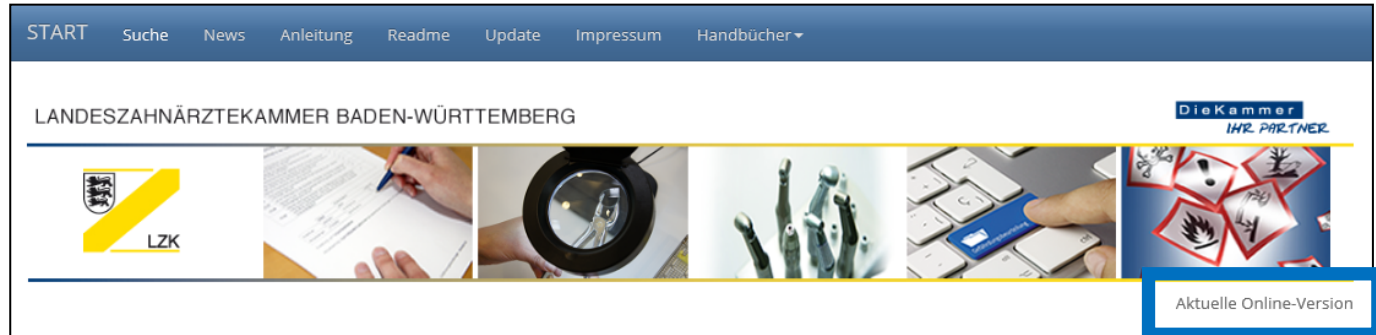 START Suche News Anleitung Readme Update Impressum Handbücher
LANDESZAHNÄRZTEKAMMER BADEN-WÜRTTEMBERG
DieKammer
IHR PARTNER
LZK
Aktuelle Online-Version